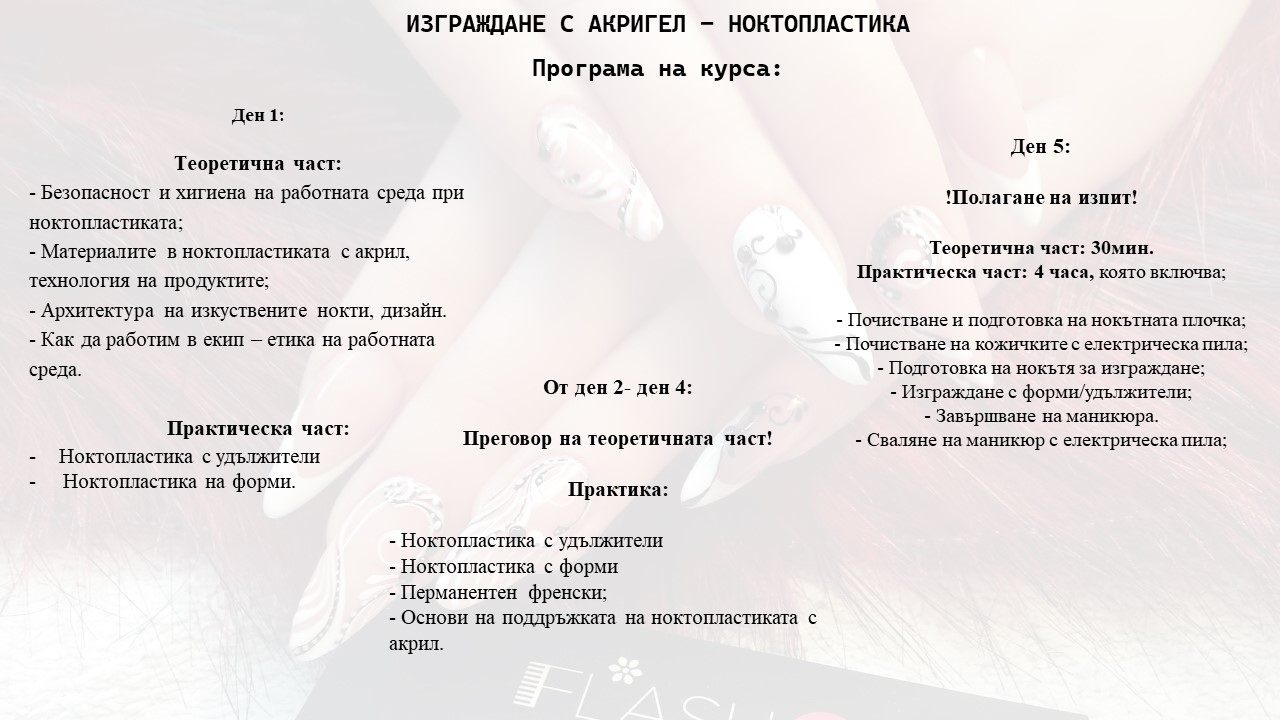 ИЗГРАЖДАНЕ С АКРИГЕЛ – НОКТОПЛАСТИКА
Програма на курса:
Ден 1:
Теоретична част:
- Безопасност и хигиена на работната среда при
ноктопластиката;
- Материалите в ноктопластиката с акрил,
технология на продуктите;
- Архитектура на изкуствените нокти, дизайн.
- Как да работим в екип – етика на работната
среда.
Практическа част:
- Ноктопластика с удължители
- Ноктопластика на форми.
От ден 2- ден 4:
Преговор на теоретичната част!
Практика:
- Ноктопластика с удължители
- Ноктопластика с форми
- Перманентен френски;
- Основи на поддръжката на ноктопластиката с
акрил.
Ден 5:
!Полагане на изпит!
Теоретична част: 30мин.
Практическа част: 4 часа, която включва;
- Почистване и подготовка на нокътната плочка;
- Почистване на кожичките с електрическа пила;
- Подготовка на нокътя за изграждане;
- Изграждане с форми/удължители;
- Завършване на маникюра.
- Сваляне на маникюр с електрическа пила;
FLASH